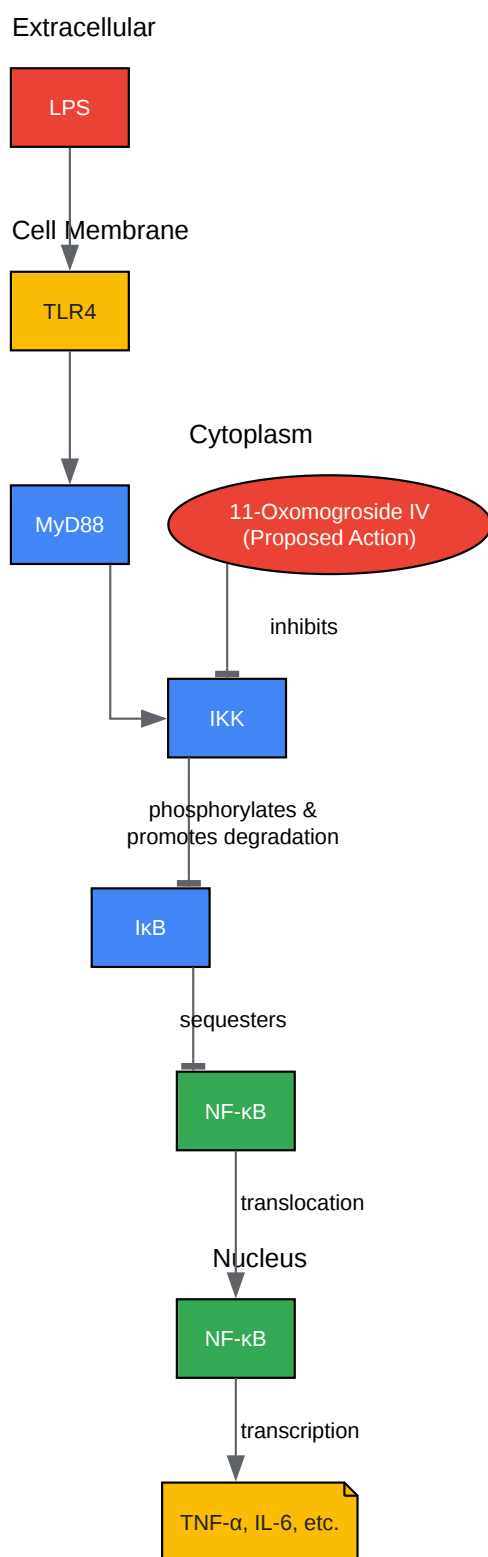 Extracellular
LPS
Cell Membrane
TLR4
Cytoplasm
MyD88
11-Oxomogroside IV
(Proposed Action)
inhibits
IKK
phosphorylates &
promotes degradation
IκB
sequesters
NF-κB
translocation
Nucleus
NF-κB
transcription
TNF-α, IL-6, etc.